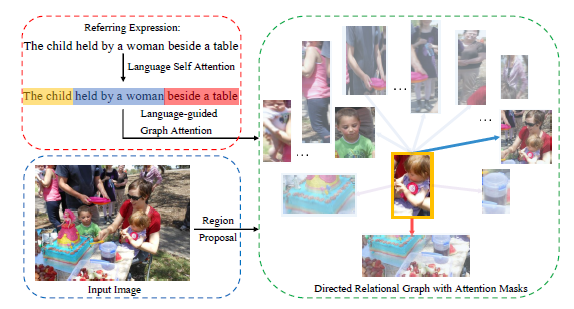 Referring Expression:
The child held by a woman beside a table
Language Self Attention
The child held by a woman beside a table
Language-guided
Graph Attention
...
...
...
Region
Proposal
Input Image
Directed Relational Graph with Attention Masks